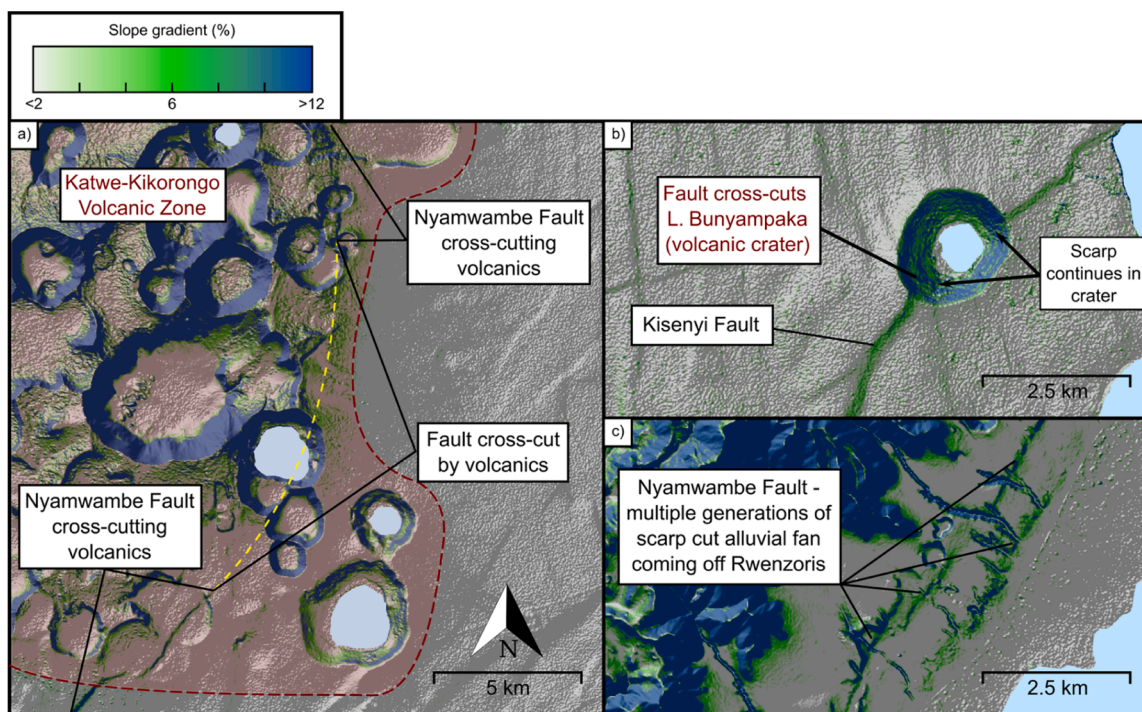 Slope gradient (%)
<2 6 >12
a)
Katwe-Kikorongo
Volcanic Zone
Nyamwambe Fault
cross-cutting
volcanics
Fault cross-cut
by volcanics
Nyamwambe Fault
cross-cutting
volcanics
N
5 km
b)
Fault cross-cuts
L. Bunyampaka
(volcanic crater)
Scarp
continues in
crater
Kisenyi Fault
2.5 km
c)
Nyamwambe Fault -
multiple generations of
scarp cut alluvial fan
coming off Rwenzoris
2.5 km